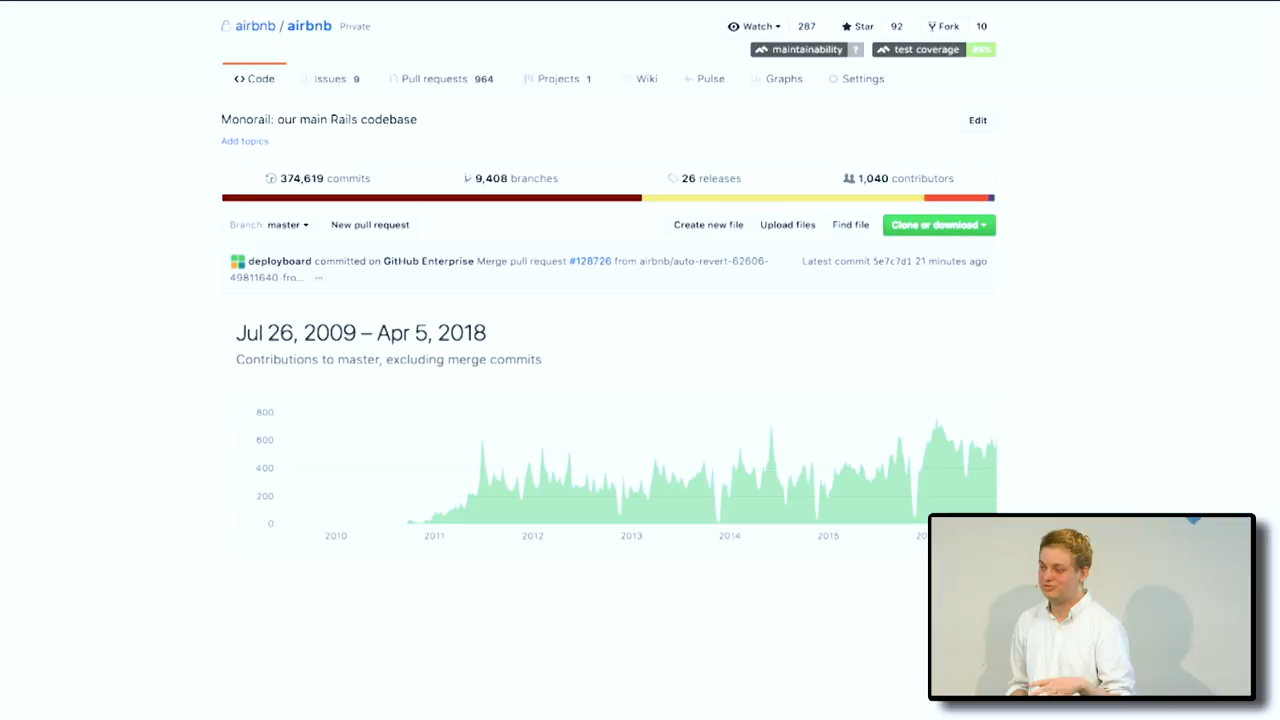 airbnb / airbnb Private Watch 287 Star 92 Fork 10
maintainability ? test coverage
Code Issues 9 Pull requests 964 Projects 1 Wiki Pulse Graphs Settings
Monorail: our main Rails codebase Edit
Add topics
374,619 commits 9,408 branches 26 releases 1,040 contributors
Branch: master New pull request Create new file Upload files Find file Clone or download
deployboard committed on GitHub Enterprise Merge pull request #128726 from airbnb/auto-revert-62606- Latest commit 5e7c7d1 21 minutes ago
49811640-fro... ...
Jul 26, 2009 – Apr 5, 2018
Contributions to master, excluding merge commits
800
600
400
200
0
2010 2011 2012 2013 2014 2015